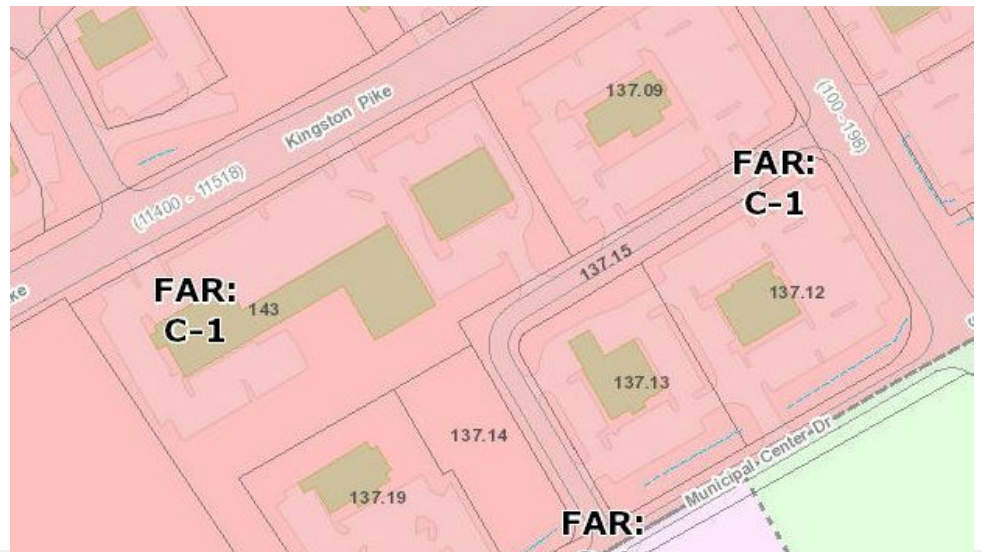 137.09
Kingston Pike
(100 - 198)
FAR:
C-1
(11400 - 11518)
137.15
ke
FAR:
C-1
143
137.12
137.13
137.14
Municipal Center Dr
137.19
FAR: